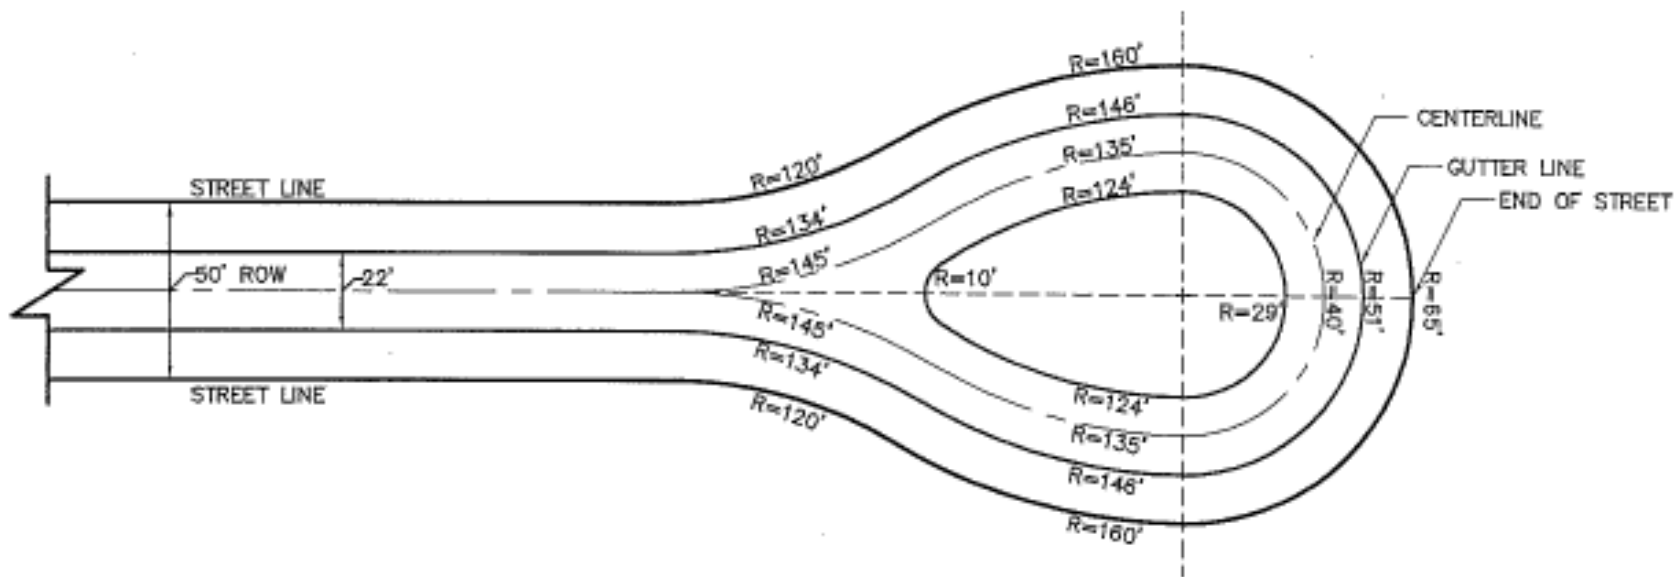 R=160'
R=146'
CENTERLINE
R=135'
GUTTER LINE
R=120'
R=124'
STREET LINE
END OF STREET
R=134'
R=145'
50' ROW
22'
R=10'
R=29'
R=40'
R=51'
R=65'
R=145'
R=134'
STREET LINE
R=120'
R=124'
R=135'
R=146'
R=160'